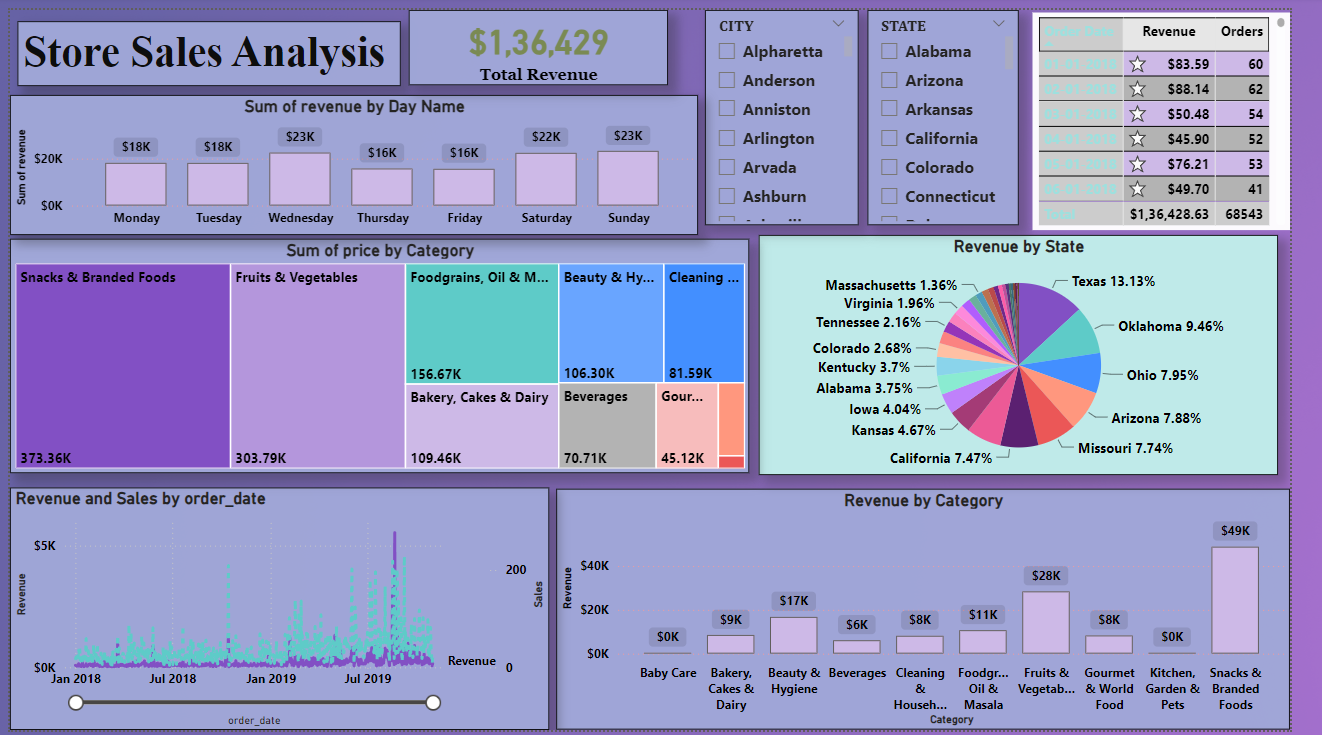 Store Sales Analysis
$1,36,429
Total Revenue
CITY
Alpharetta
Anderson
Anniston
Arlington
Arvada
Ashburn
STATE
Alabama
Arizona
Arkansas
California
Colorado
Connecticut
Revenue Orders
$83.59 60
$88.14 62
$50.48 54
$45.90 52
$76.21 53
$49.70 41
Total $1,36,428.63 68543
Sum of revenue by Day Name
Sum of revenue
$20K
$0K
$18K $18K $23K $16K $16K $22K $23K
Monday Tuesday Wednesday Thursday Friday Saturday Sunday
Sum of price by Category
Snacks & Branded Foods
373.36K
Fruits & Vegetables
303.79K
Foodgrains, Oil & M...
156.67K
Beauty & Hy...
106.30K
Cleaning ...
81.59K
Bakery, Cakes & Dairy
109.46K
Beverages
70.71K
Gour...
45.12K
Revenue by State
Texas 13.13%
Oklahoma 9.46%
Ohio 7.95%
Arizona 7.88%
Missouri 7.74%
California 7.47%
Kansas 4.67%
Iowa 4.04%
Alabama 3.75%
Kentucky 3.7%
Colorado 2.68%
Tennessee 2.16%
Virginia 1.96%
Massachusetts 1.36%
Revenue and Sales by order_date
Revenue
$5K
$0K
200
0
Sales
Revenue
Jan 2018 Jul 2018 Jan 2019 Jul 2019
order_date
Revenue by Category
Revenue
$40K
$20K
$0K
$0K $9K $17K $6K $8K $11K $28K $8K $0K $49K
Baby Care
Bakery,
Cakes &
Dairy
Beauty &
Hygiene
Beverages
Cleaning
&
Househ...
Foodgr...
Oil &
Masala
Fruits &
Vegetab...
Gourmet
& World
Food
Kitchen,
Garden &
Pets
Snacks &
Branded
Foods
Category